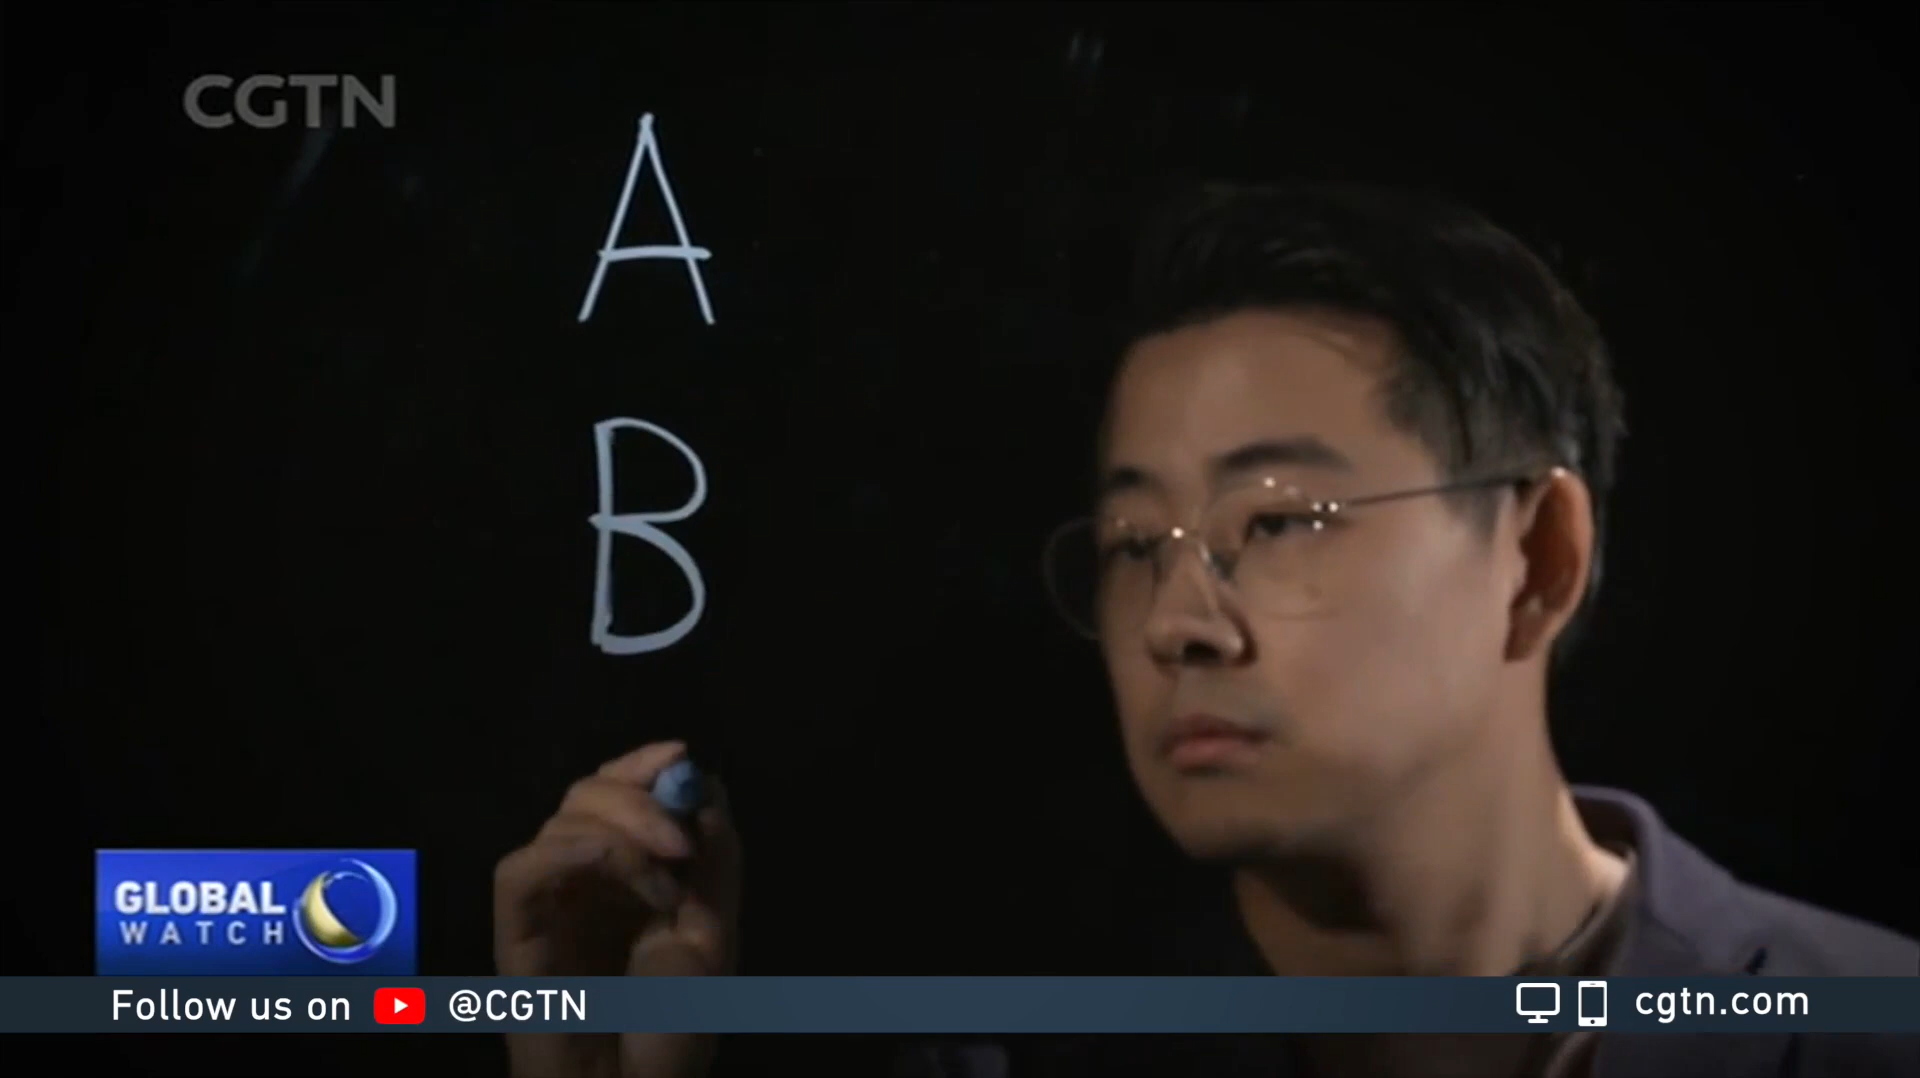 CGTN
A
B
GLOBAL
WATCH
Follow us on @CGTN
cgtn.com